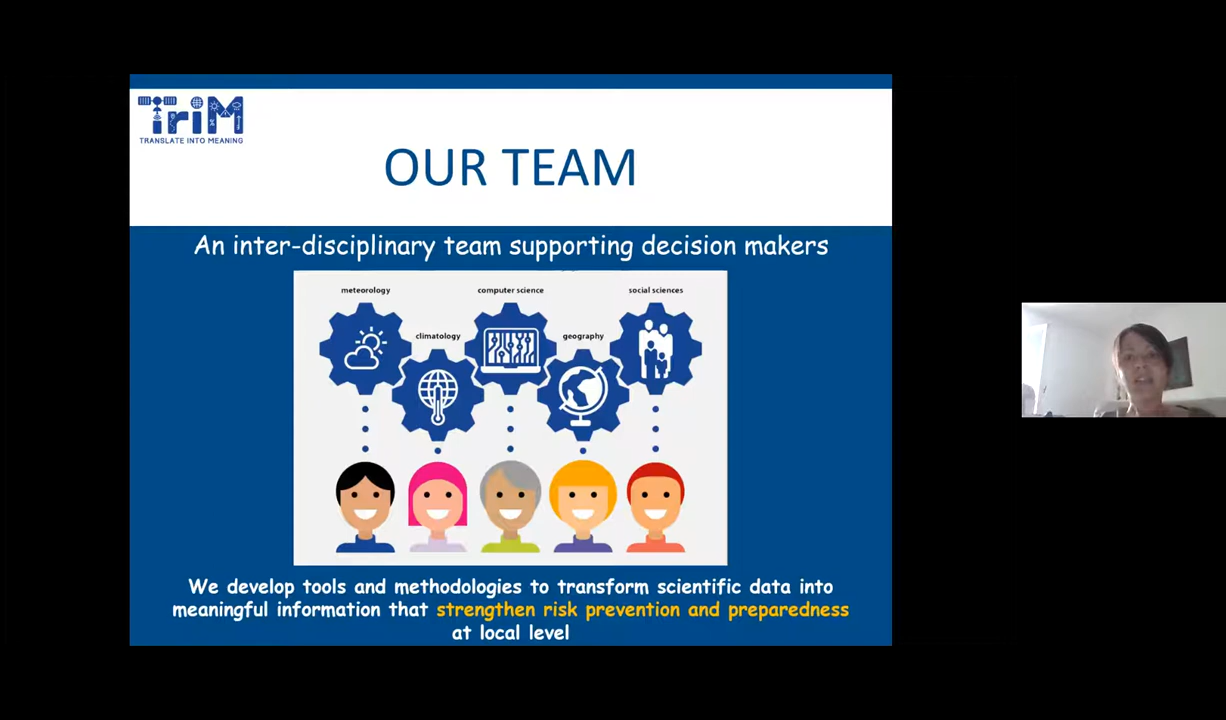 TriM
TRANSLATE INTO MEANING
OUR TEAM
An inter-disciplinary team supporting decision makers
meteorology
computer science
social sciences
climatology
geography
We develop tools and methodologies to transform scientific data into
meaningful information that strengthen risk prevention and preparedness
at local level